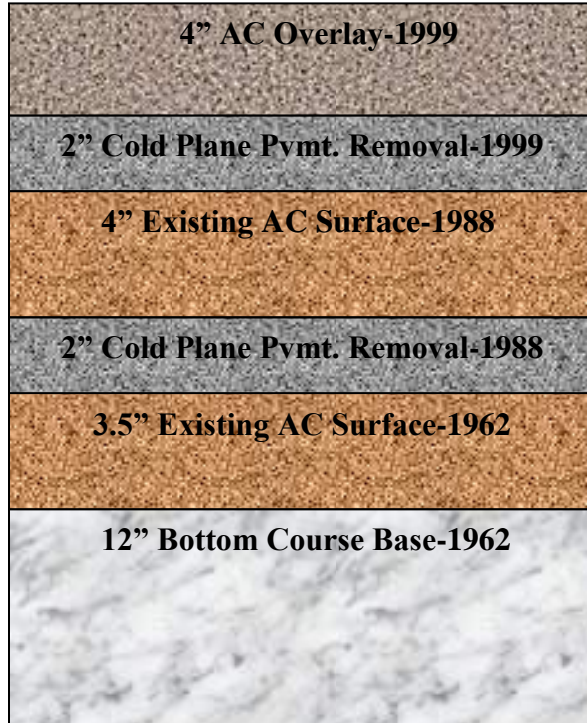 4” AC Overlay-1999
2” Cold Plane Pvmt. Removal-1999
4” Existing AC Surface-1988
2” Cold Plane Pvmt. Removal-1988
3.5” Existing AC Surface-1962
12” Bottom Course Base-1962